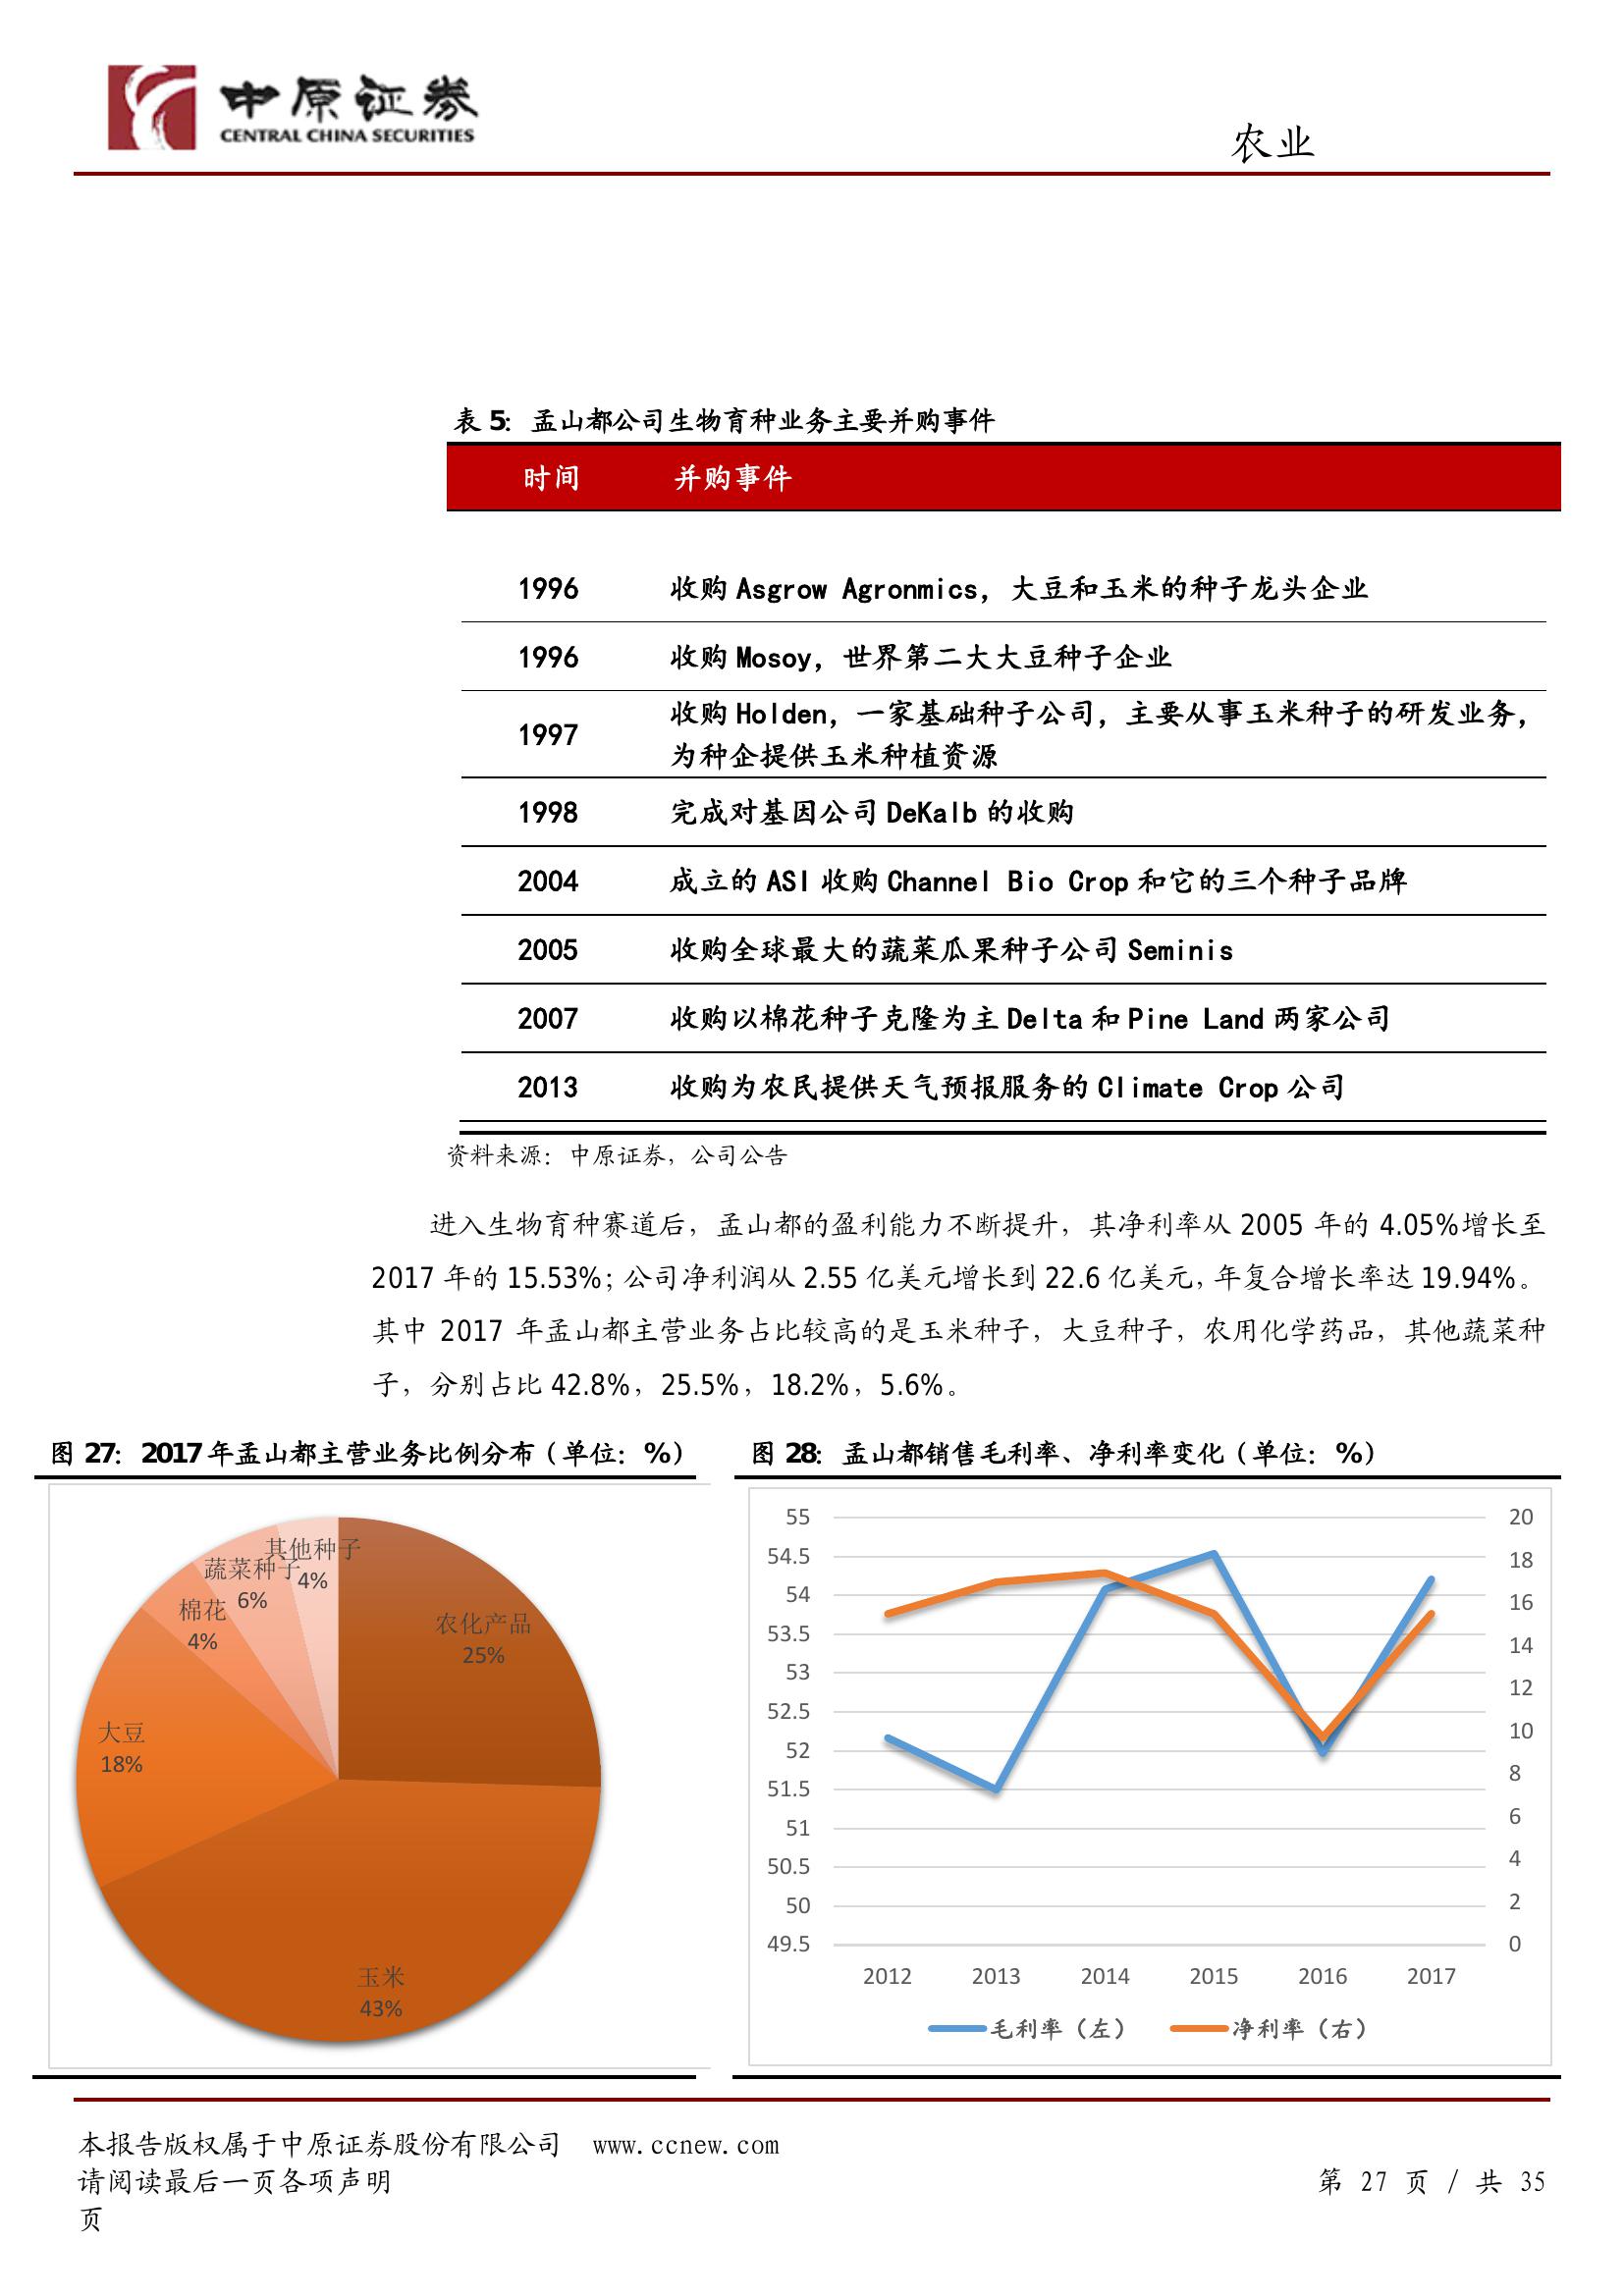 中原证券
CENTRAL CHINA SECURITIES
农业
表 5：孟山都公司生物育种业务主要并购事件
时间 并购事件
1996 收购 Asgrow Agronmics，大豆和玉米的种子龙头企业
1996 收购 Mosoy，世界第二大大豆种子企业
1997 收购 Holden，一家基础种子公司，主要从事玉米种子的研发业务，
为种企提供玉米种植资源
1998 完成对基因公司 DeKalb 的收购
2004 成立的 ASI 收购 Channel Bio Crop 和它的三个种子品牌
2005 收购全球最大的蔬菜瓜果种子公司 Seminis
2007 收购以棉花种子克隆为主 Delta 和 Pine Land 两家公司
2013 收购为农民提供天气预报服务的 Climate Crop 公司
资料来源：中原证券，公司公告
进入生物育种赛道后，孟山都的盈利能力不断提升，其净利率从 2005 年的 4.05%增长至
2017 年的 15.53%；公司净利润从 2.55 亿美元增长到 22.6 亿美元，年复合增长率达 19.94%。
其中 2017 年孟山都主营业务占比较高的是玉米种子，大豆种子，农用化学药品，其他蔬菜种
子，分别占比 42.8%，25.5%，18.2%，5.6%。
图 27：2017 年孟山都主营业务比例分布（单位：%）
其他种子
4%
蔬菜种子
6%
棉花
4%
农化产品
25%
大豆
18%
玉米
43%
图 28：孟山都销售毛利率、净利率变化（单位：%）
55
54.5
54
53.5
53
52.5
52
51.5
51
50.5
50
49.5
20
18
16
14
12
10
8
6
4
2
0
2012 2013 2014 2015 2016 2017
毛利率（左） 净利率（右）
本报告版权属于中原证券股份有限公司 www.ccnew.com
请阅读最后一页各项声明 第 27 页 / 共 35
页